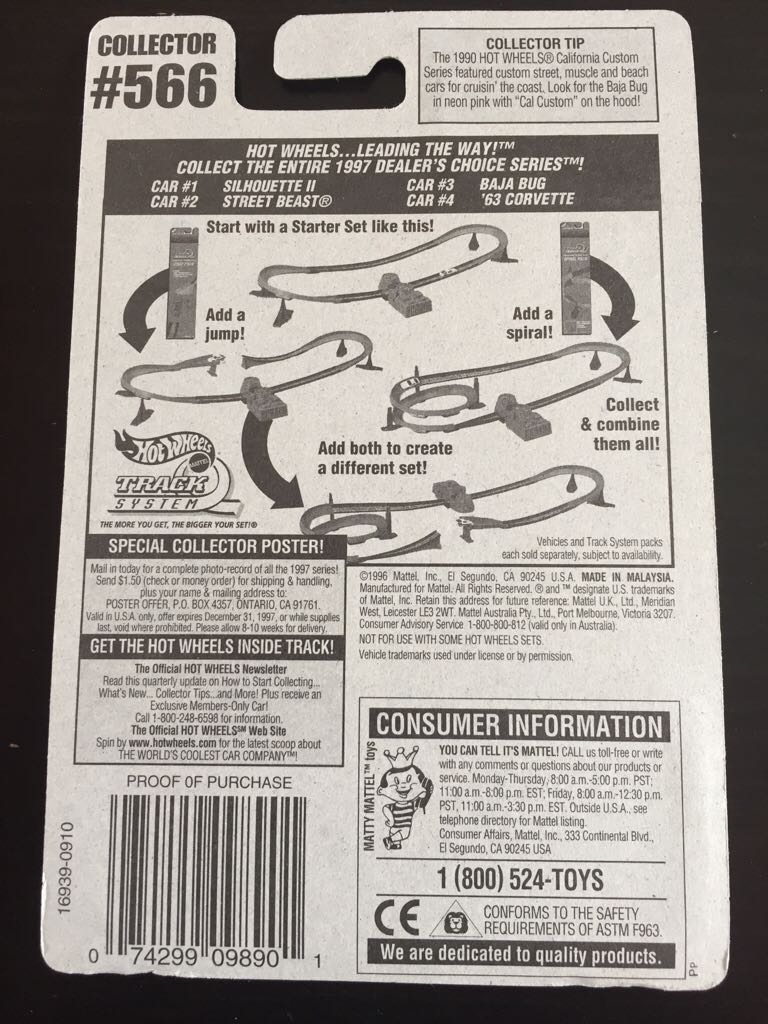 COLLECTOR
#566
COLLECTOR TIP
The 1990 HOT WHEELS® California Custom
Series featured custom street, muscle and beach
cars for cruisin' the coast. Look for the Baja Bug
in neon pink with "Cal Custom" on the hood!
HOT WHEELS...LEADING THE WAY!™
COLLECT THE ENTIRE 1997 DEALER'S CHOICE SERIES™!
CAR #1 SILHOUETTE II CAR #3 BAJA BUG
CAR #2 STREET BEAST® CAR #4 '63 CORVETTE
Start with a Starter Set like this!
Add a
jump!
Add a
spiral!
Collect
& combine
them all!
Add both to create
a different set!
HOT WHEELS
MATTEL
TRACK
SYSTEM
THE MORE YOU GET, THE BIGGER YOUR SET!®
Vehicles and Track System packs
each sold separately, subject to availability.
SPECIAL COLLECTOR POSTER!
Mail in today for a complete photo-record of all the 1997 series!
Send $1.50 (check or money order) for shipping & handling,
plus your name & mailing address to:
POSTER OFFER, P.O. BOX 4357, ONTARIO, CA 91761.
Valid in U.S.A. only, offer expires December 31, 1997, or while supplies
last, void where prohibited. Please allow 8-10 weeks for delivery.
GET THE HOT WHEELS INSIDE TRACK!
The Official HOT WHEELS Newsletter
Read this quarterly update on How to Start Collecting...
What's New... Collector Tips...and More! Plus receive an
Exclusive Members-Only Car!
Call 1-800-248-6598 for information.
The Official HOT WHEELS℠ Web Site
Spin by www.hotwheels.com for the latest scoop about
THE WORLD'S COOLEST CAR COMPANY™!
©1996 Mattel, Inc., El Segundo, CA 90245 U.S.A. MADE IN MALAYSIA.
Manufactured for Mattel. All Rights Reserved. ® and ™ designate U.S. trademarks
of Mattel, Inc. Retain this address for future reference: Mattel U.K., Ltd., Meridian
West, Leicester LE3 2WT. Mattel Australia Pty., Ltd., Port Melbourne, Victoria 3207.
Consumer Advisory Service 1-800-800-812 (valid only in Australia).
NOT FOR USE WITH SOME HOT WHEELS SETS.
Vehicle trademarks used under license or by permission.
PROOF OF PURCHASE
16939-0910
0 74299 09890 1
CONSUMER INFORMATION
MATTY MATTEL™ toys
YOU CAN TELL IT'S MATTEL! CALL us toll-free or write
with any comments or questions about our products or
service. Monday-Thursday, 8:00 a.m.-5:00 p.m. PST;
11:00 a.m.-8:00 p.m. EST; Friday, 8:00 a.m.-12:30 p.m.
PST, 11:00 a.m.-3:30 p.m. EST. Outside U.S.A., see
telephone directory for Mattel listing.
Consumer Affairs, Mattel, Inc., 333 Continental Blvd.,
El Segundo, CA 90245 USA
1 (800) 524-TOYS
CE
CONFORMS TO THE SAFETY
REQUIREMENTS OF ASTM F963.
We are dedicated to quality products.
PP